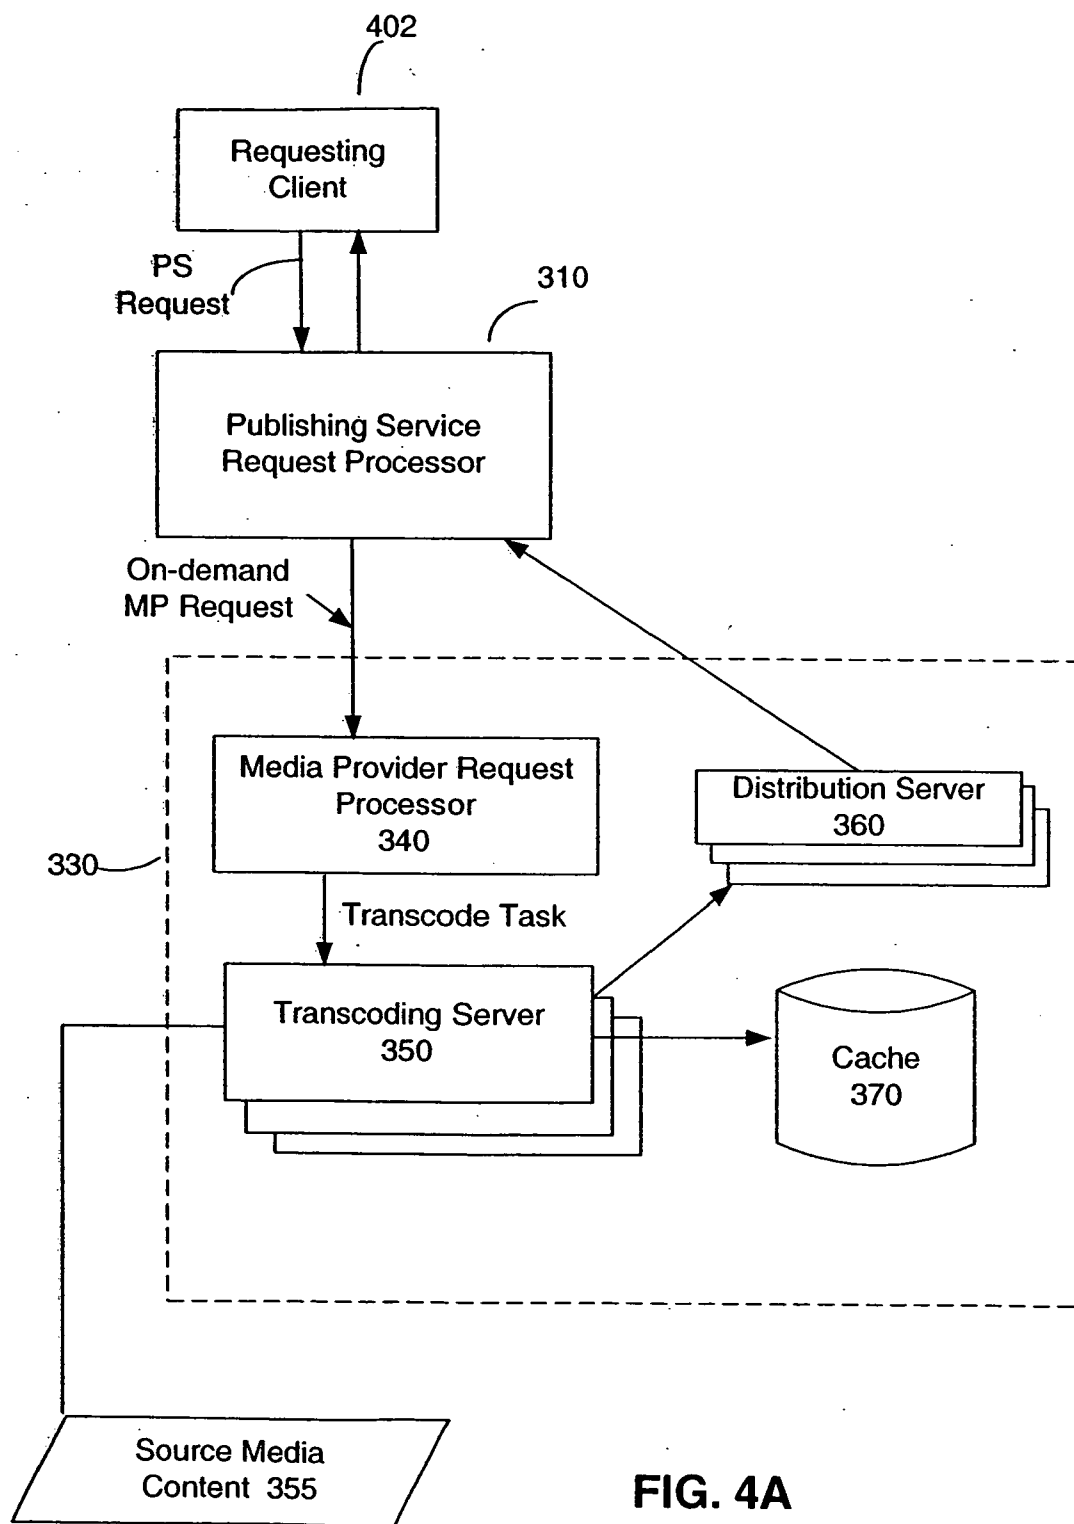 402
Requesting
Client
PS
Request
310
Publishing Service
Request Processor
On-demand
MP Request
Media Provider Request
Processor
340
Distribution Server
360
330
Transcode Task
Transcoding Server
350
Cache
370
Source Media
Content 355
FIG. 4A